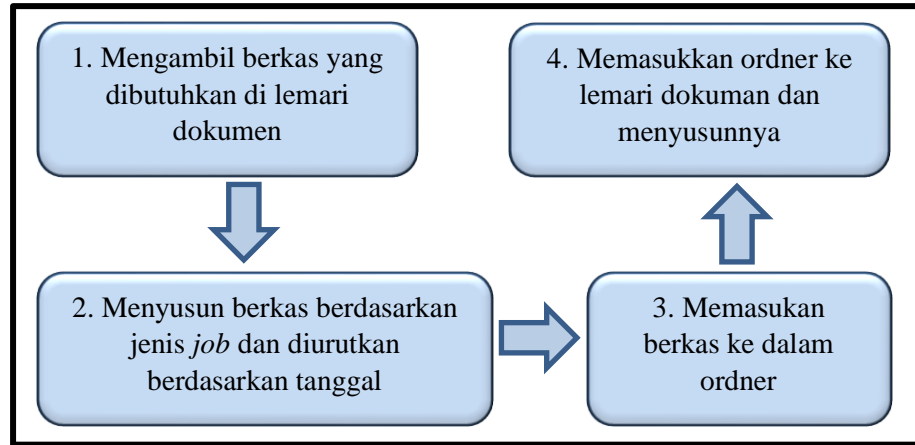 1. Mengambil berkas yang
dibutuhkan di lemari
dokumen
2. Menyusun berkas berdasarkan
jenis job dan diurutkan
berdasarkan tanggal
3. Memasukan
berkas ke dalam
ordner
4. Memasukkan ordner ke
lemari dokuman dan
menyusunnya